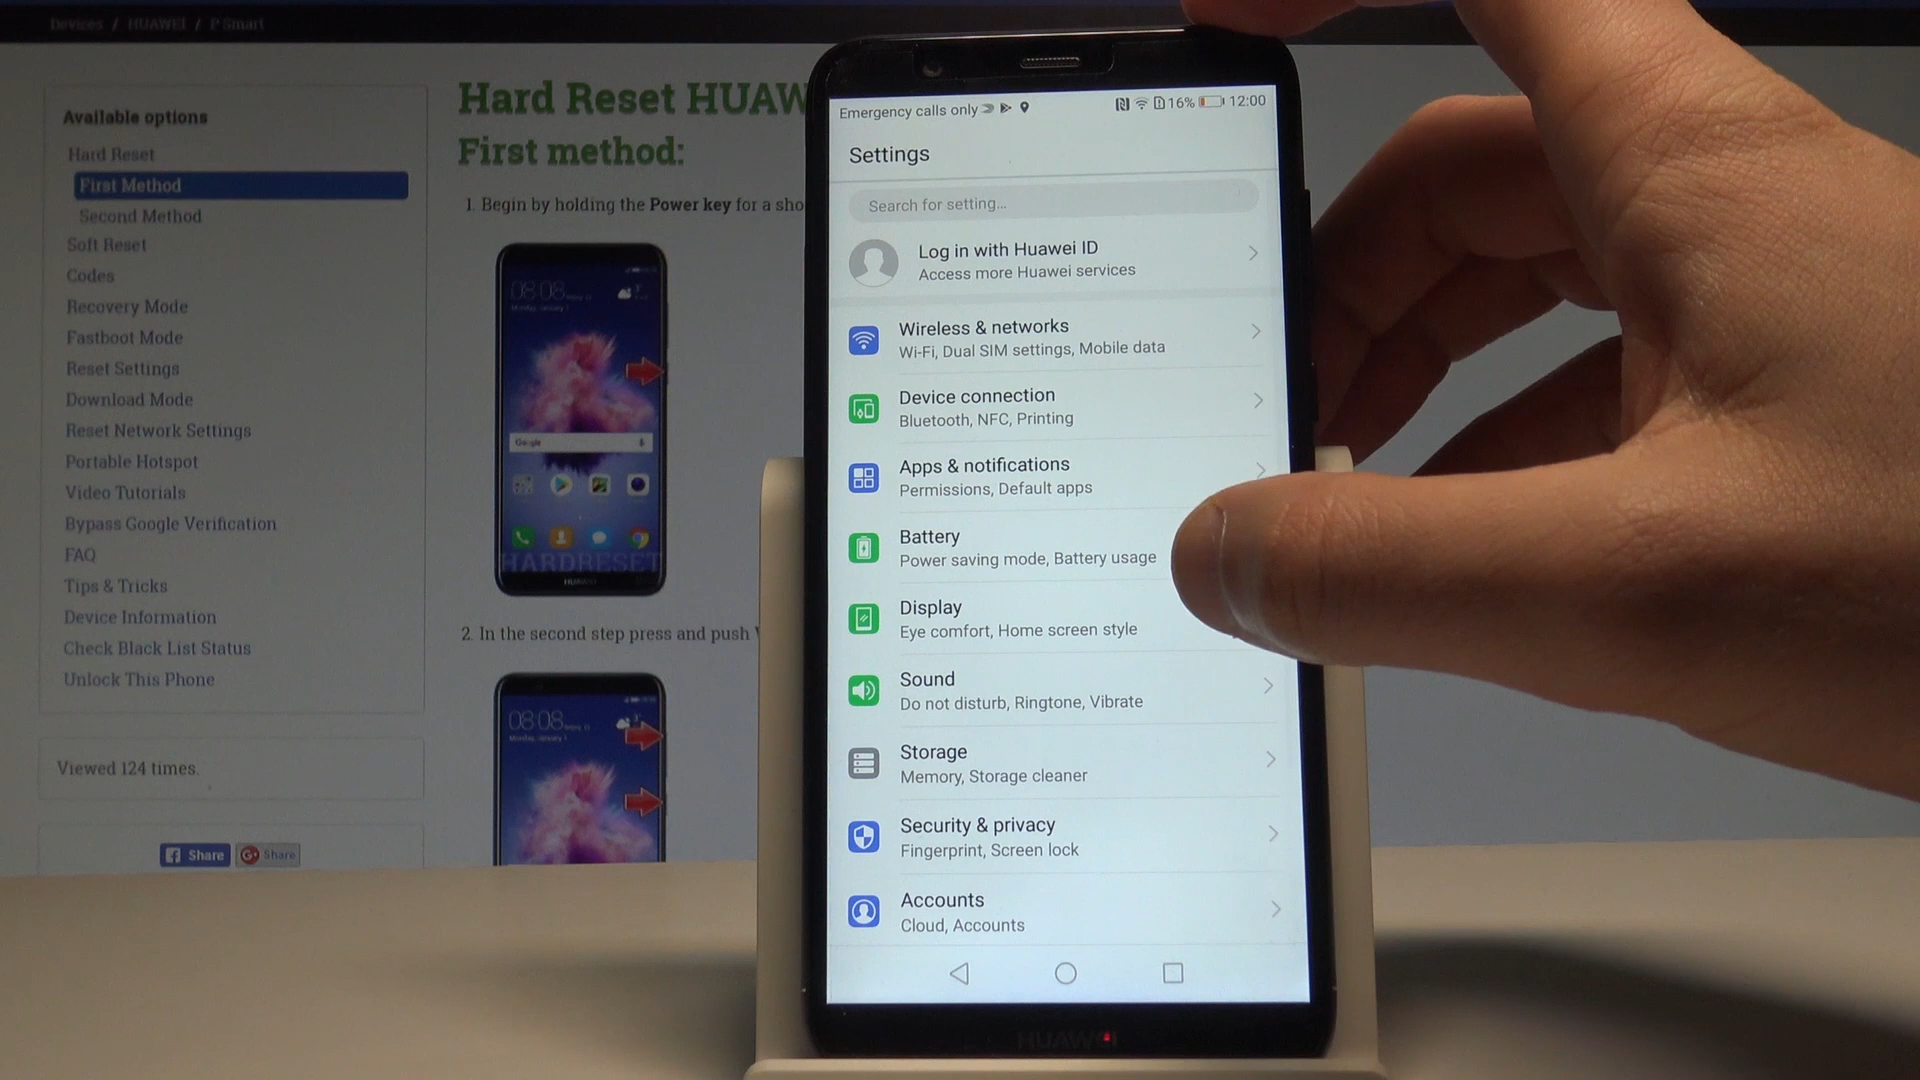 Devices / HUAWEI / P Smart
Available options
Hard Reset
First Method
Second Method
Soft Reset
Codes
Recovery Mode
Fastboot Mode
Reset Settings
Download Mode
Reset Network Settings
Portable Hotspot
Video Tutorials
Bypass Google Verification
FAQ
Tips & Tricks
Device Information
Check Black List Status
Unlock This Phone
Viewed 124 times.
Share
G+ Share
Hard Reset HUAW
First method:
1. Begin by holding the Power key for a sho
08:08
Google
HARDRESET
HUAWEI
2. In the second step press and push
08:08
Emergency calls only
16% 12:00
Settings
Search for setting...
Log in with Huawei ID
Access more Huawei services
Wireless & networks
Wi-Fi, Dual SIM settings, Mobile data
Device connection
Bluetooth, NFC, Printing
Apps & notifications
Permissions, Default apps
Battery
Power saving mode, Battery usage
Display
Eye comfort, Home screen style
Sound
Do not disturb, Ringtone, Vibrate
Storage
Memory, Storage cleaner
Security & privacy
Fingerprint, Screen lock
Accounts
Cloud, Accounts
HUAWEI